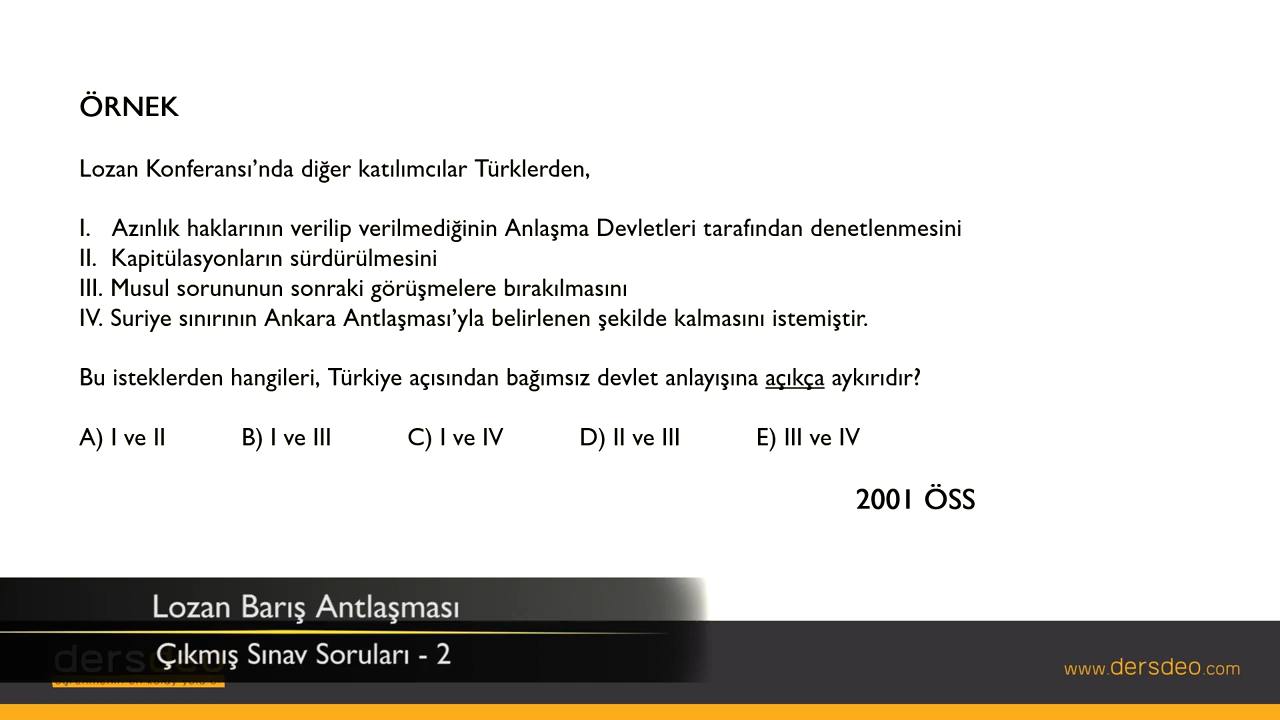 ÖRNEK
Lozan Konferansı’nda diğer katılımcılar Türklerden,
I. Azınlık haklarının verilip verilmediğinin Anlaşma Devletleri tarafından denetlenmesini
II. Kapitülasyonların sürdürülmesini
III. Musul sorununun sonraki görüşmelere bırakılmasını
IV. Suriye sınırının Ankara Antlaşması’yla belirlenen şekilde kalmasını istemiştir.
Bu isteklerden hangileri, Türkiye açısından bağımsız devlet anlayışına açıkça aykırıdır?
A) I ve II B) I ve III C) I ve IV D) II ve III E) III ve IV
2001 ÖSS
Lozan Barış Antlaşması
Çıkmış Sınav Soruları - 2
dersdeo
www.dersdeo.com